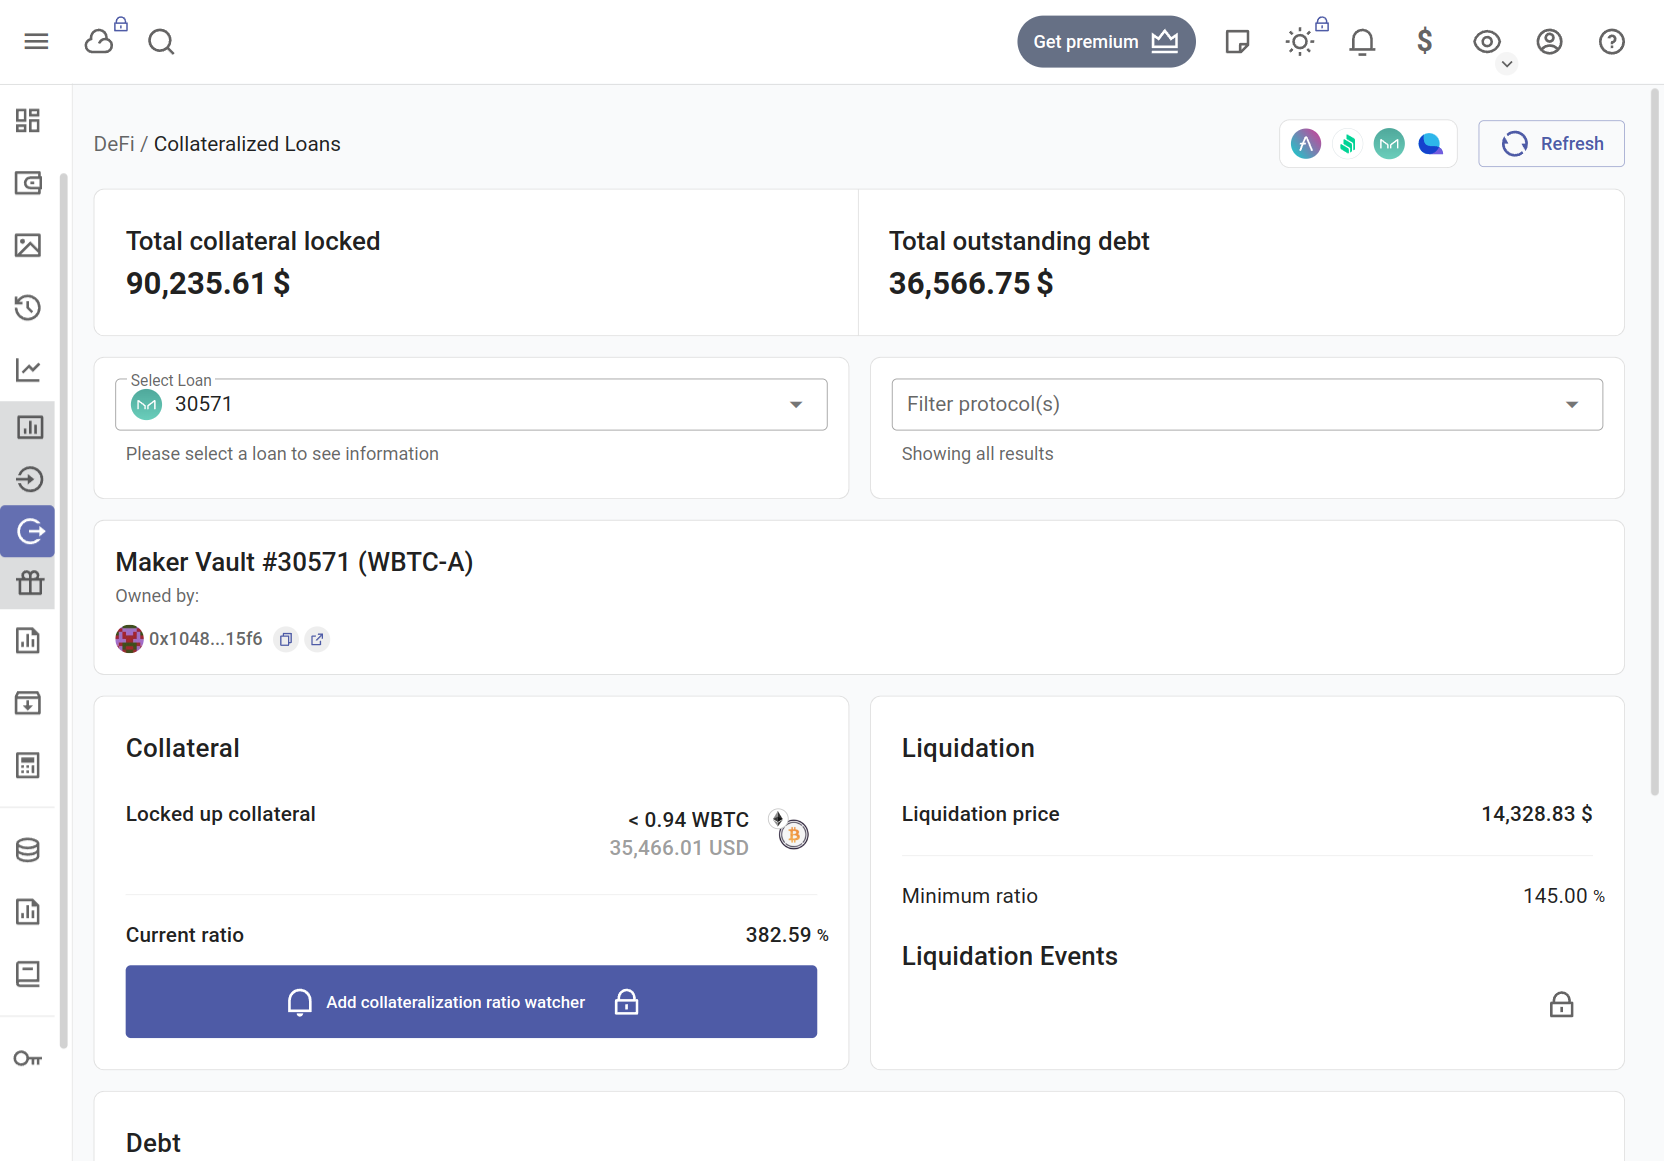 Get premium
$
DeFi / Collateralized Loans
Refresh
Total collateral locked
90,235.61 $
Total outstanding debt
36,566.75 $
Select Loan
30571
Please select a loan to see information
Filter protocol(s)
Showing all results
Maker Vault #30571 (WBTC-A)
Owned by:
0x1048...15f6
Collateral
Locked up collateral
< 0.94 WBTC
35,466.01 USD
Current ratio
382.59 %
Add collateralization ratio watcher
Liquidation
Liquidation price
14,328.83 $
Minimum ratio
145.00 %
Liquidation Events
Debt